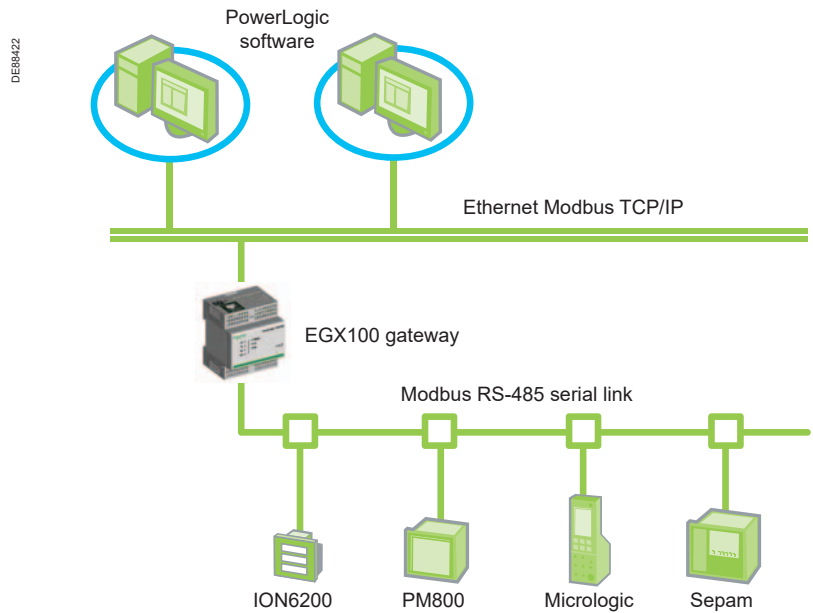 PowerLogic
software
DE88422
Ethernet Modbus TCP/IP
EGX100 gateway
Modbus RS-485 serial link
ION6200
PM800
Micrologic
Sepam